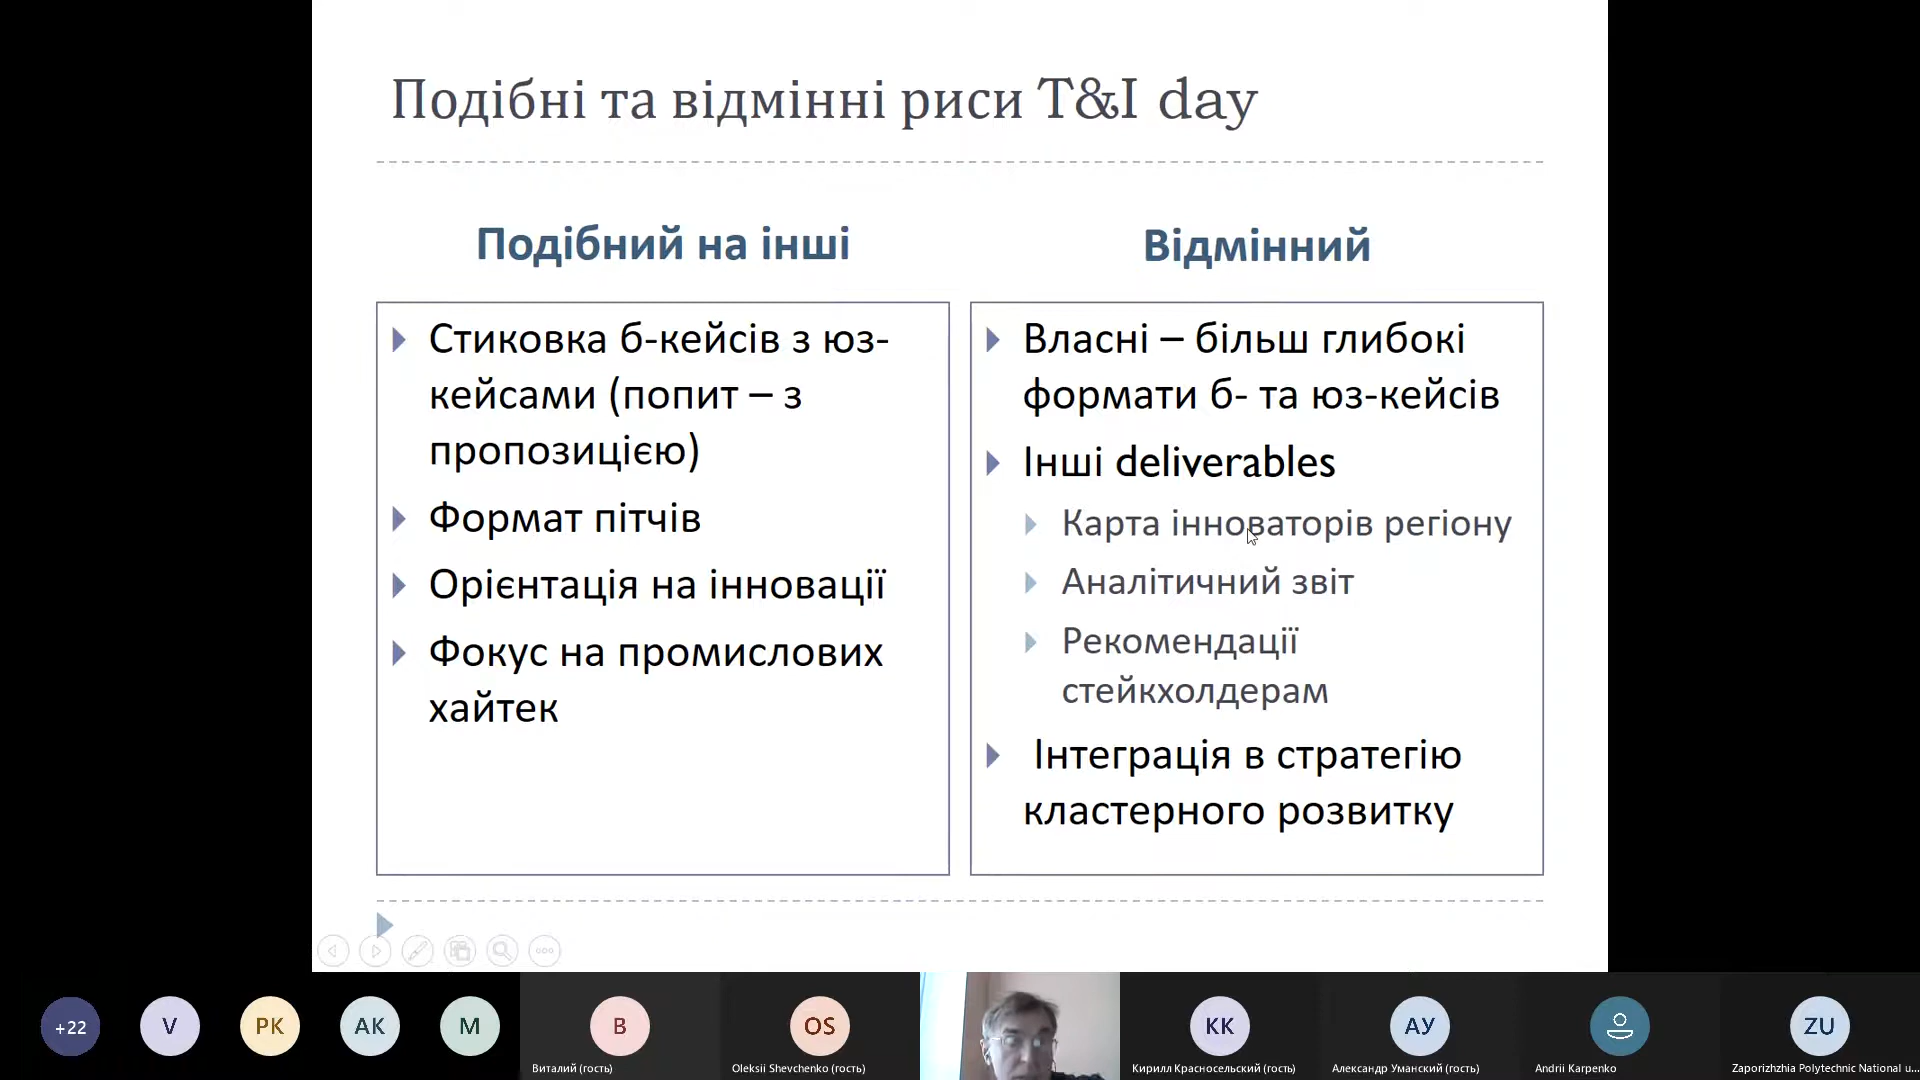 Подібні та відмінні риси T&I day
Подібний на інші
Стиковка б-кейсів з юз-
кейсами (попит – з
пропозицією)
Формат пітчів
Орієнтація на інновації
Фокус на промислових
хайтек
Відмінний
Власні – більш глибокі
формати б- та юз-кейсів
Інші deliverables
Карта інноваторів регіону
Аналітичний звіт
Рекомендації
стейкхолдерам
Інтеграція в стратегію
кластерного розвитку
+22
V
PK
AK
M
B
Виталий (гость)
OS
Oleksii Shevchenko (гость)
КК
Кирилл Красносельский (гость)
АУ
Александр Уманский (гость)
Andrii Karpenko
ZU
Zaporizhzhia Polytechnic National u...